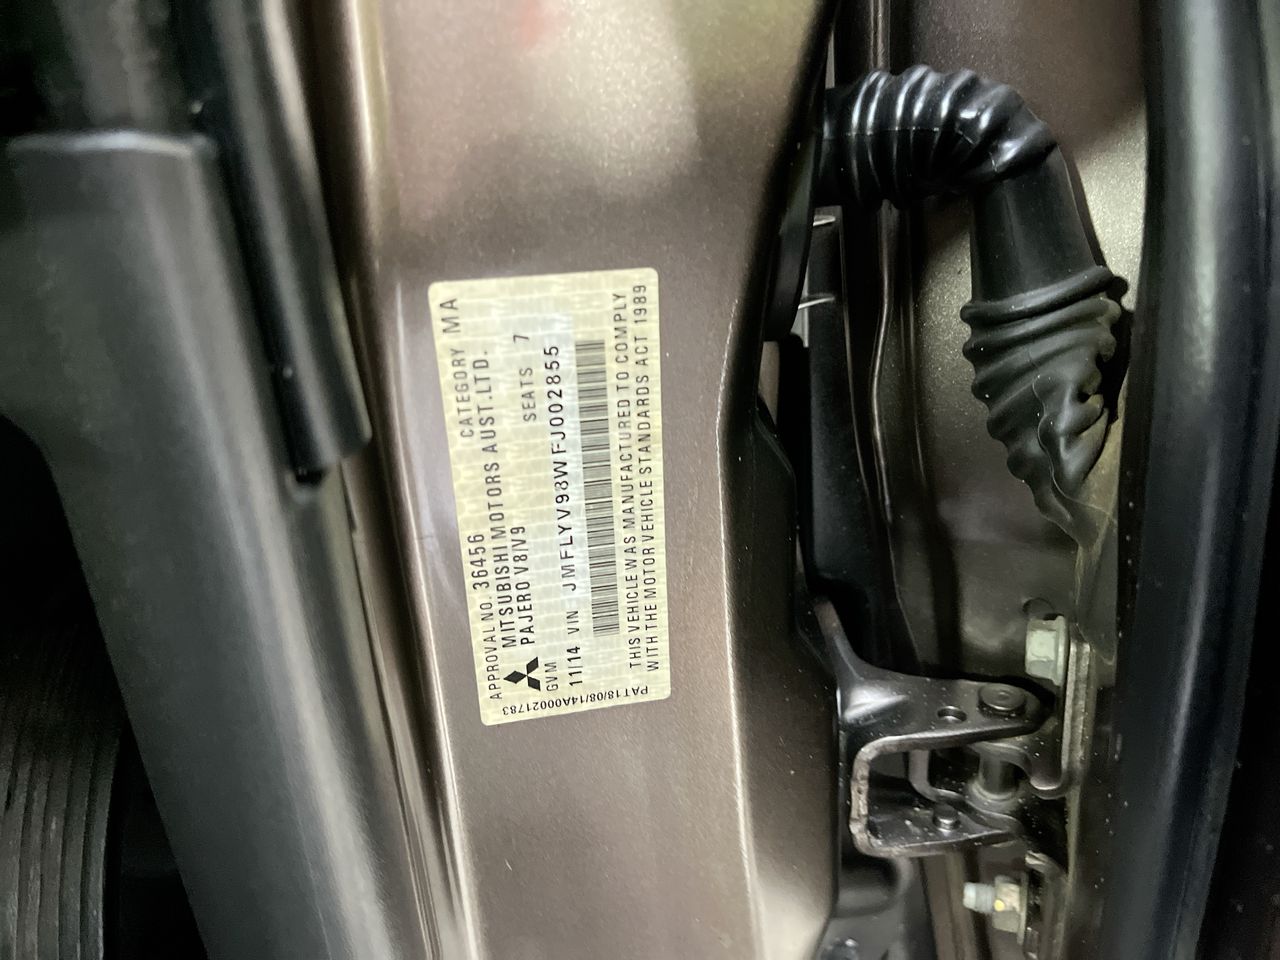 APPROVAL NO. 36456 CATEGORY MA
MITSUBISHI MOTORS AUST.LTD.
PAJERO V8/V9 SEATS 7
GVM
11/14 VIN JMFLYV98WFJ002855
THIS VEHICLE WAS MANUFACTURED TO COMPLY
WITH THE MOTOR VEHICLE STANDARDS ACT 1989
PAT18/08/14A00021783